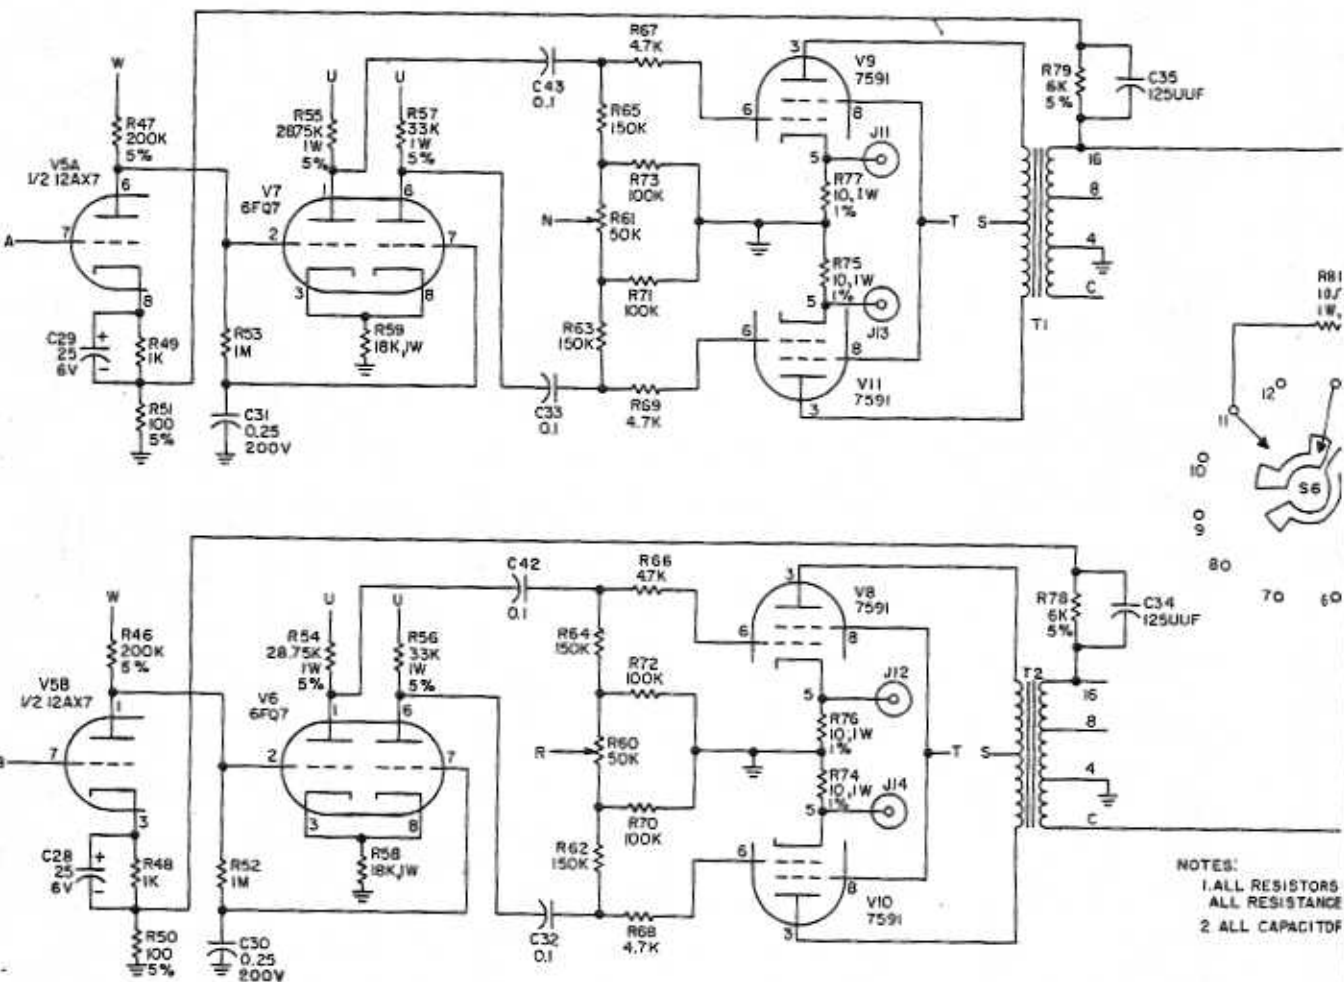 W
R47
200K
5%
V5A
1/2 12AX7
6
A
7
8
C29
25
6V
+
-
R49
1K
R51
100
5%
R53
1M
C31
0.25
200V
U
U
R55
28.75K
1W
5%
R57
33K
1W
5%
V7
6FQ7
1
6
2
7
3
8
R59
18K,1W
C43
0.1
C33
0.1
R67
4.7K
R65
150K
R73
100K
N
R61
50K
R71
100K
R63
150K
R69
4.7K
3
V9
7591
6
8
5
J11
R77
10,1W
1%
T
S
R75
10,1W
1%
5
J13
6
8
V11
7591
3
T1
R79
6K
5%
C35
125UUF
16
8
4
C
R81
1W,
12
11
10
9
8
7
6
S6
W
R46
200K
5%
V5B
1/2 12AX7
1
7
3
C28
25
6V
+
-
R48
1K
R50
100
5%
R52
1M
C30
0.25
200V
U
U
R54
28.75K
1W
5%
R56
33K
1W
5%
V6
6FQ7
1
6
2
7
3
8
R58
18K,1W
C42
0.1
C32
0.1
R66
47K
R64
150K
R72
100K
R
R60
50K
R70
100K
R62
150K
R68
4.7K
3
V8
7591
6
8
5
J12
R76
10,1W
1%
T
S
R74
10,1W
1%
5
J14
6
8
V10
7591
3
T2
R78
6K
5%
C34
125UUF
16
8
4
C
NOTES:
1. ALL RESISTORS
ALL RESISTANCE
2 ALL CAPACITOR